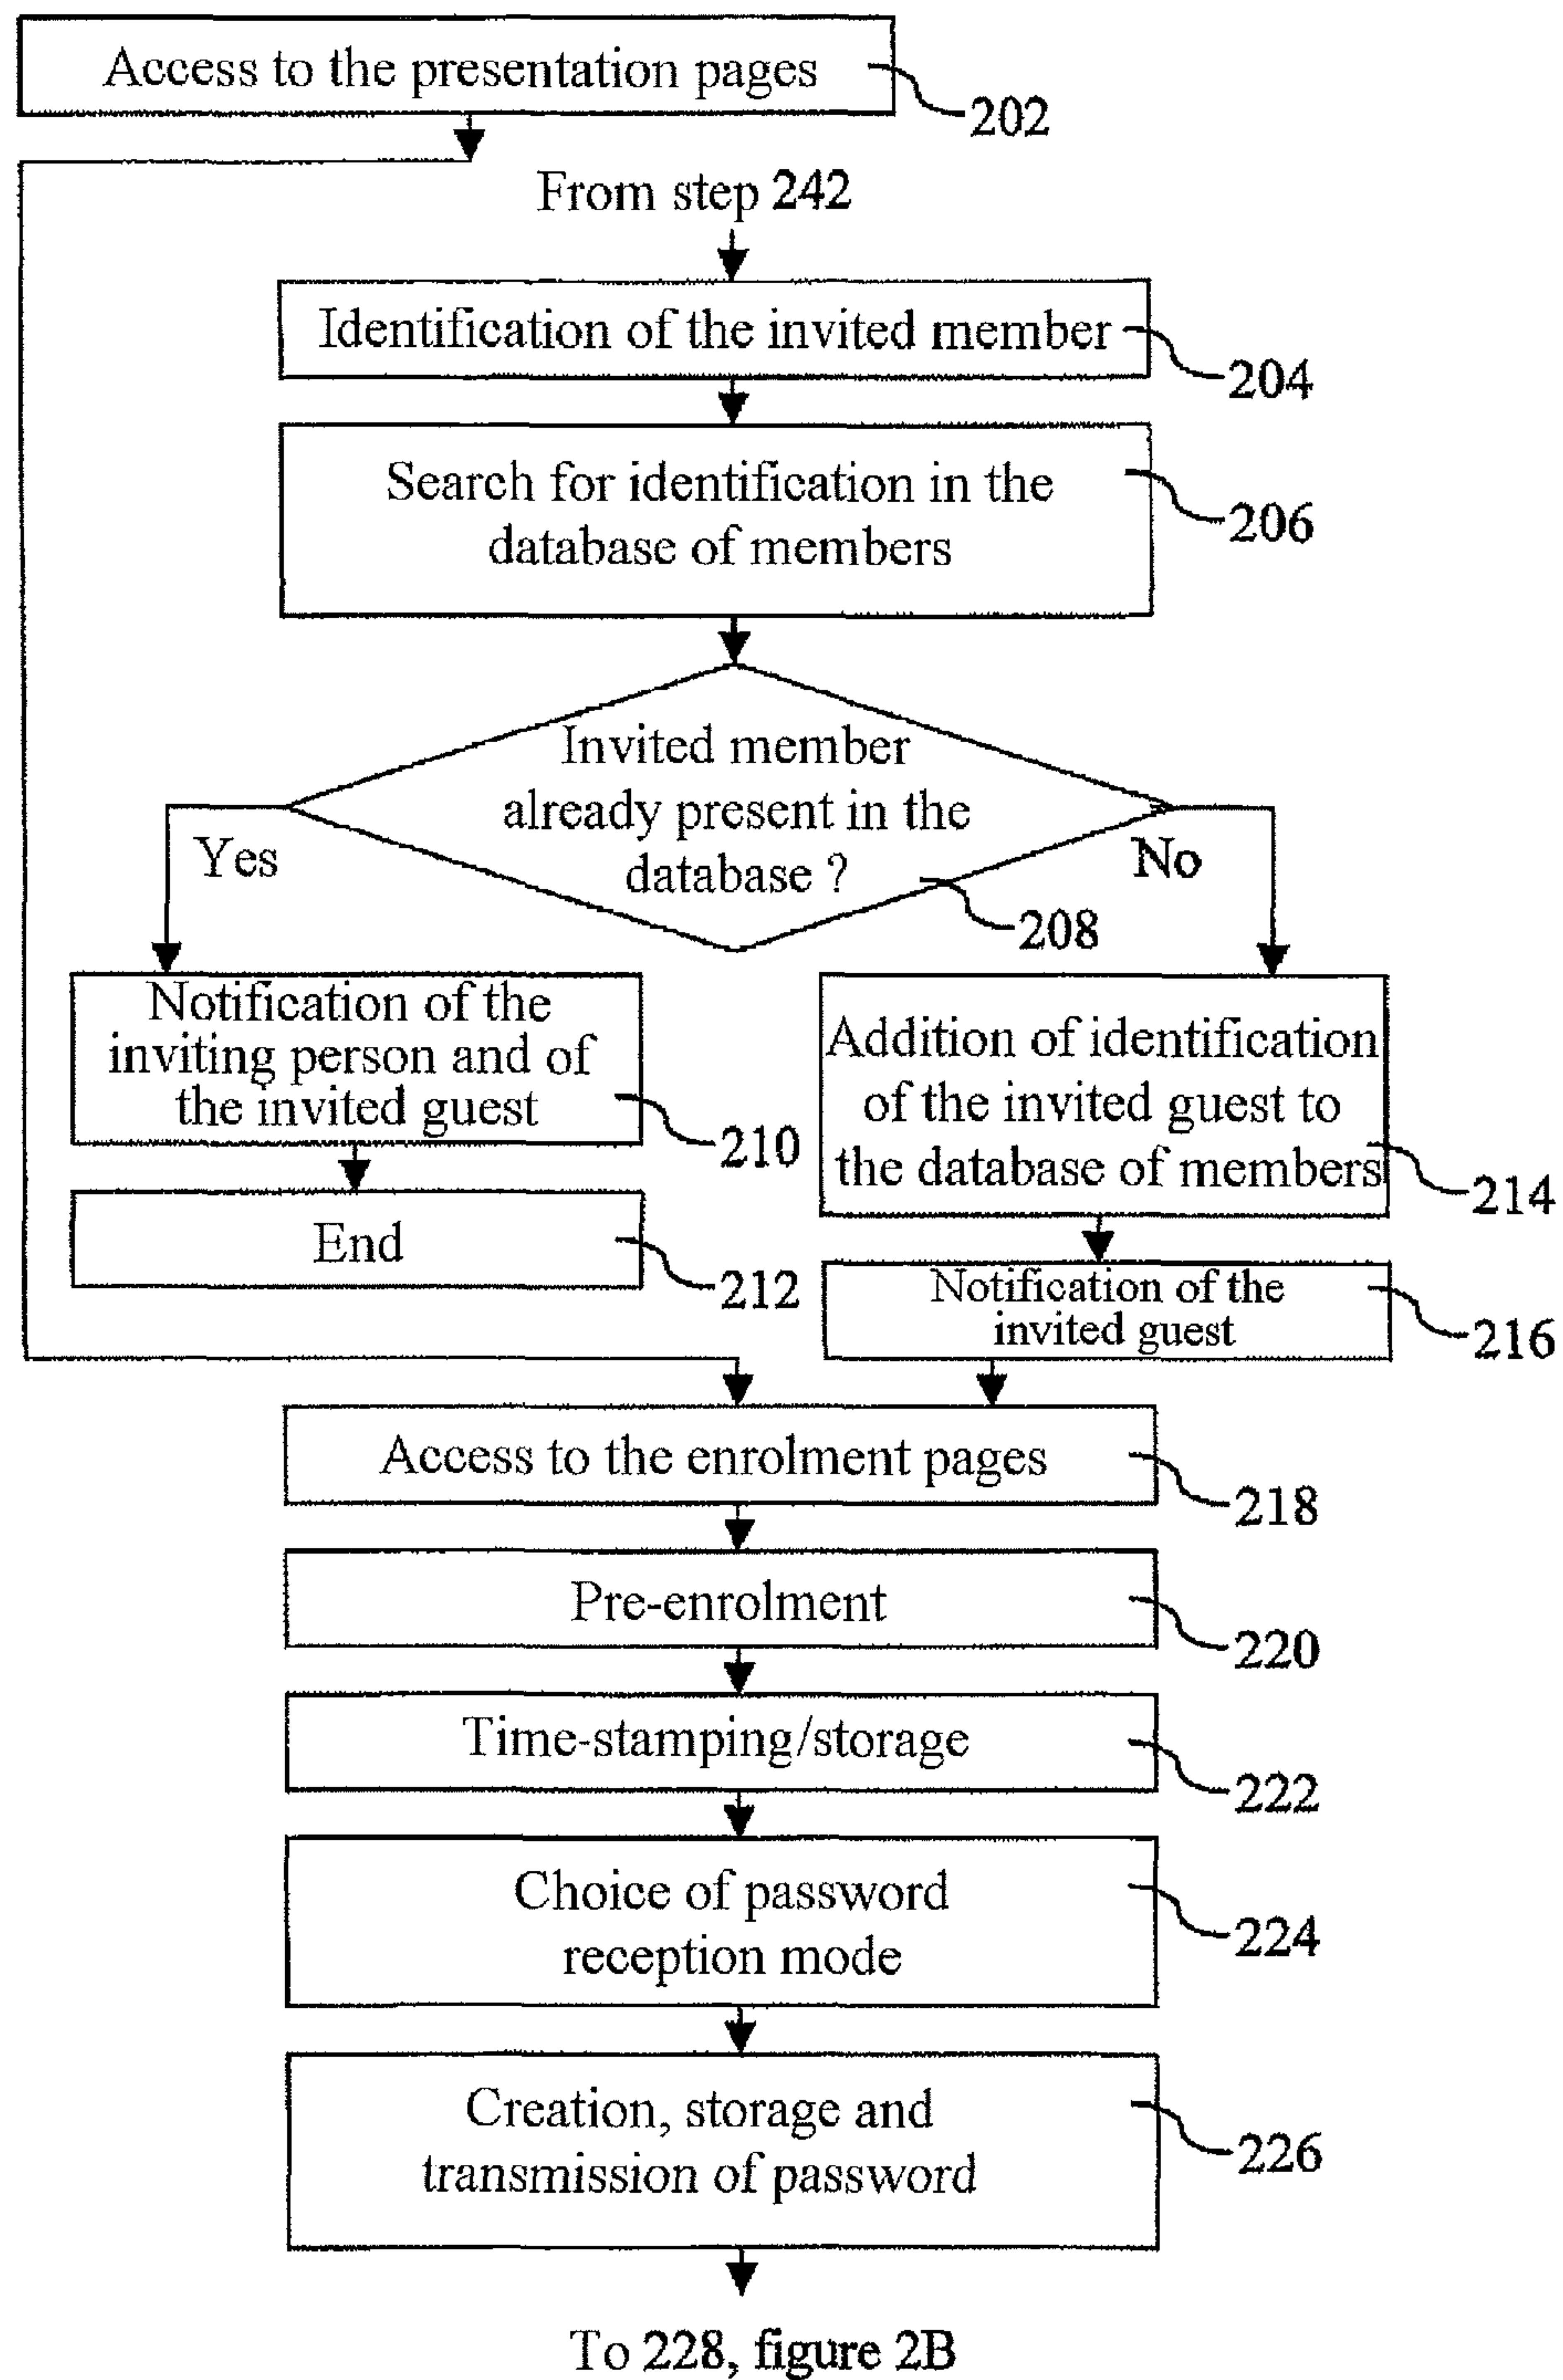 Access to the presentation pages
202
From step 242
Identification of the invited member
204
Search for identification in the
database of members
206
Invited member
already present in the
database ?
208
Yes
No
Notification of the
inviting person and of
the invited guest
210
Addition of identification
of the invited guest to
the database of members
214
End
212
Notification of the
invited guest
216
Access to the enrolment pages
218
Pre-enrolment
220
Time-stamping/storage
222
Choice of password
reception mode
224
Creation, storage and
transmission of password
226
To 228, figure 2B